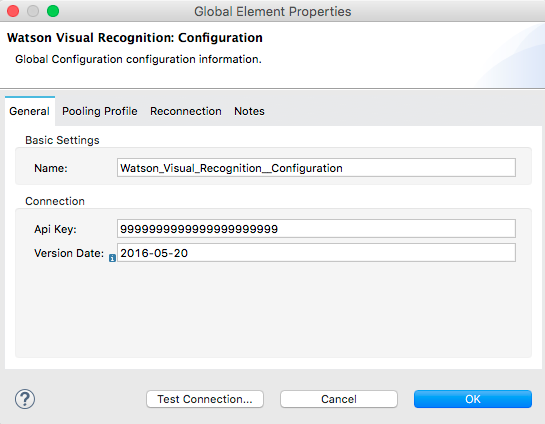 Global Element Properties
Watson Visual Recognition: Configuration
Global Configuration configuration information.
General Pooling Profile Reconnection Notes
Basic Settings
Name: Watson_Visual_Recognition__Configuration
Connection
Api Key: 9999999999999999999999
Version Date: i 2016-05-20
? Test Connection... Cancel OK